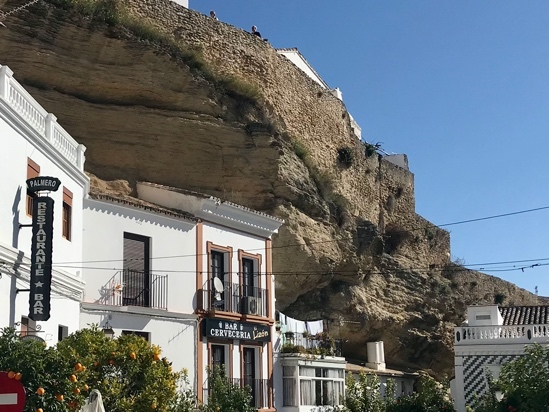 PALMERO
RESTAURANTE
BAR
BAR
CERVECERIA